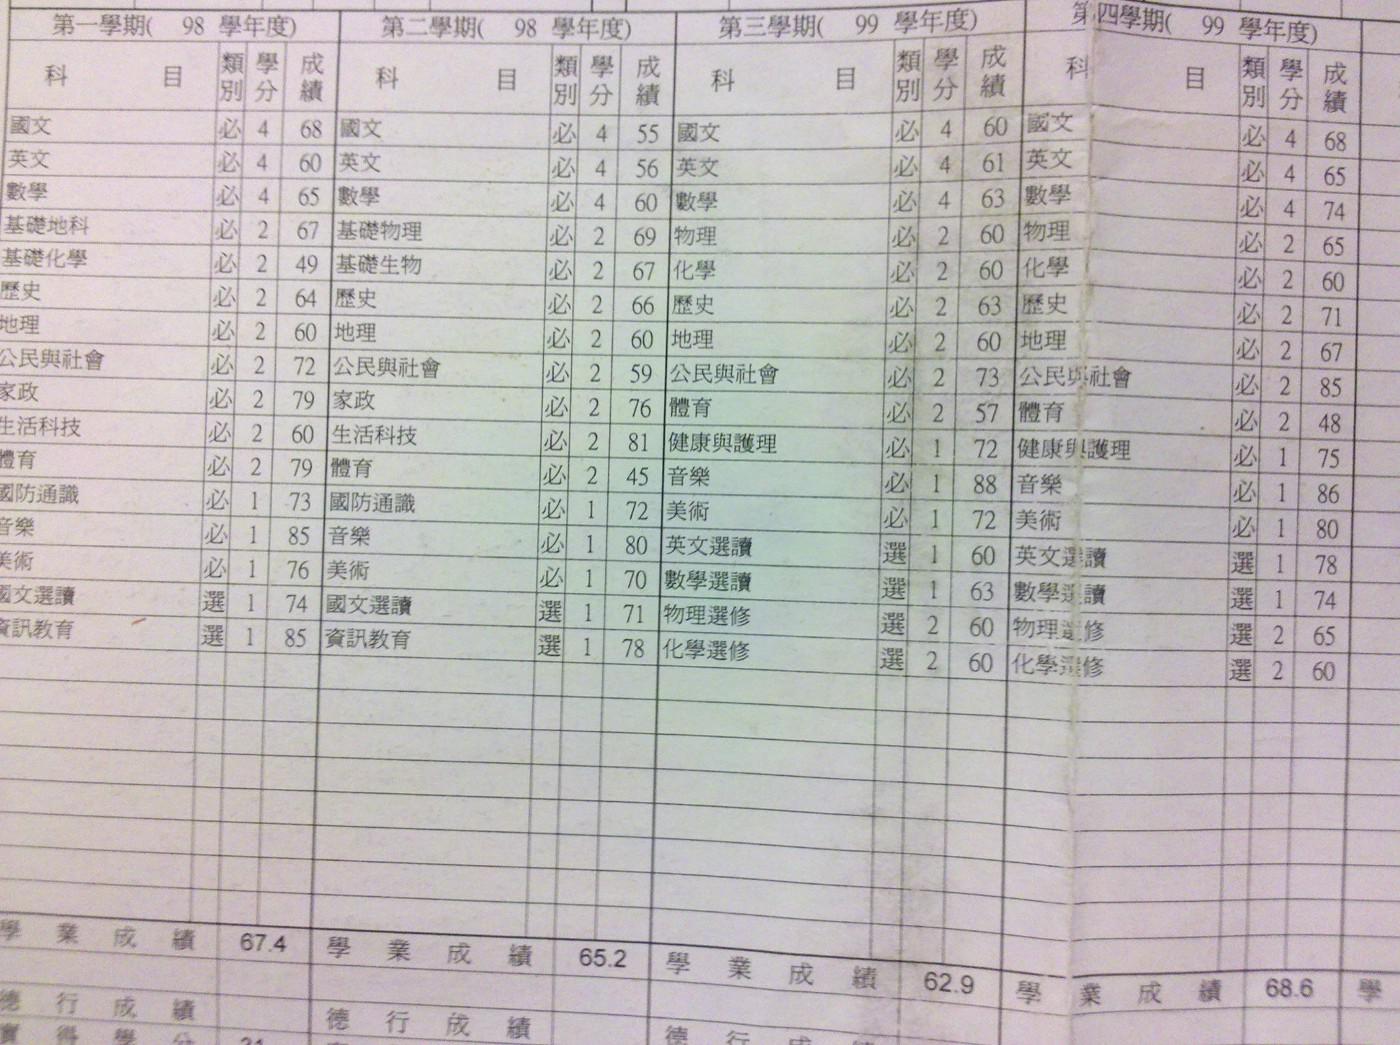 第一學期( 98 學年度) 第二學期( 98 學年度) 第三學期( 99 學年度) 第四學期( 99 學年度)
科 目 類別 學分 成績 科 目 類別 學分 成績 科 目 類別 學分 成績 科 目 類別 學分 成績
國文 必 4 68 國文 必 4 55 國文 必 4 60 國文 必 4 68
英文 必 4 60 英文 必 4 56 英文 必 4 61 英文 必 4 65
數學 必 4 65 數學 必 4 60 數學 必 4 63 數學 必 4 74
基礎地科 必 2 67 基礎物理 必 2 69 物理 必 2 60 物理 必 2 65
基礎化學 必 2 49 基礎生物 必 2 67 化學 必 2 60 化學 必 2 60
歷史 必 2 64 歷史 必 2 66 歷史 必 2 63 歷史 必 2 71
地理 必 2 60 地理 必 2 60 地理 必 2 60 地理 必 2 67
公民與社會 必 2 72 公民與社會 必 2 59 公民與社會 必 2 73 公民與社會 必 2 85
家政 必 2 79 家政 必 2 76 體育 必 2 57 體育 必 2 48
生活科技 必 2 60 生活科技 必 2 81 健康與護理 必 1 72 健康與護理 必 1 75
體育 必 2 79 體育 必 2 45 音樂 必 1 88 音樂 必 1 86
國防通識 必 1 73 國防通識 必 1 72 美術 必 1 72 美術 必 1 80
音樂 必 1 85 音樂 必 1 80 英文選讀 選 1 60 英文選讀 選 1 78
美術 必 1 76 美術 必 1 70 數學選讀 選 1 63 數學選讀 選 1 74
國文選讀 選 1 74 國文選讀 選 1 71 物理選修 選 2 60 物理選修 選 2 65
資訊教育 選 1 85 資訊教育 選 1 78 化學選修 選 2 60 化學選修 選 2 60
學業成績 67.4 學業成績 65.2 學業成績 62.9 學業成績 68.6 學
德行成績 德行成績 德行成
實得學分